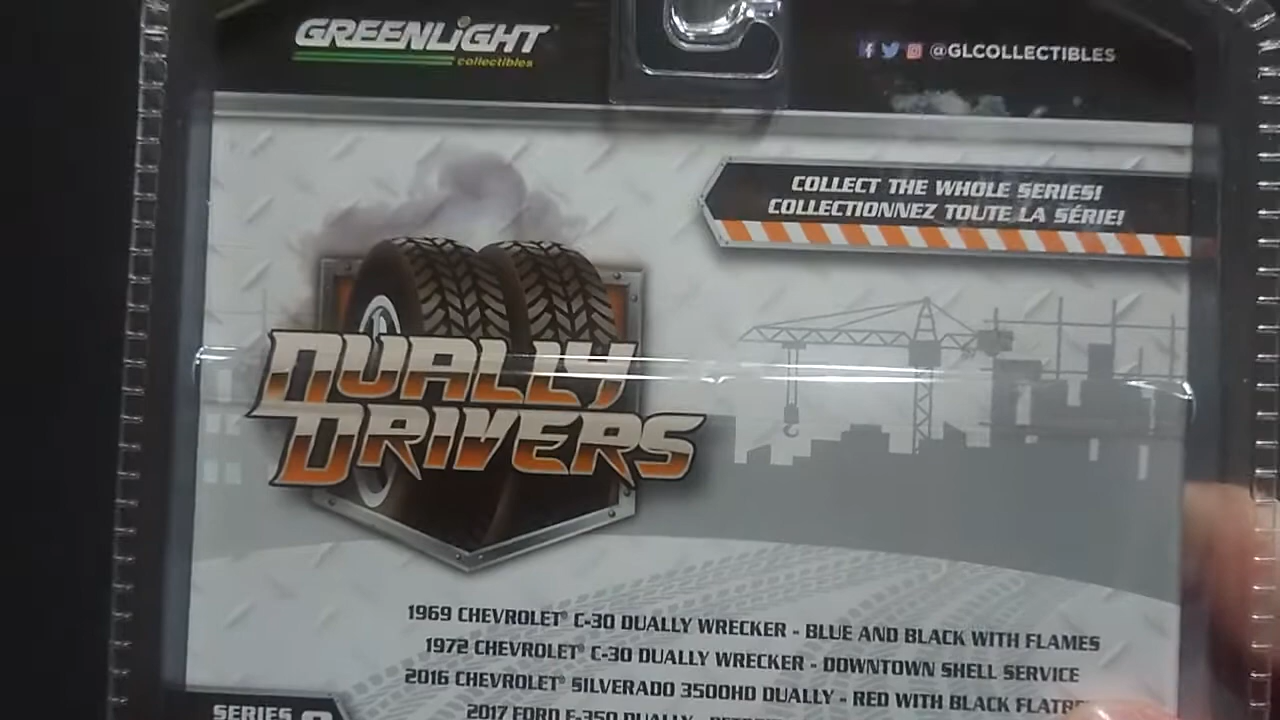 GREENLIGHT
collectibles
@GLCOLLECTIBLES
COLLECT THE WHOLE SERIES!
COLLECTIONNEZ TOUTE LA SÉRIE!
DUALLY
DRIVERS
1969 CHEVROLET® C-30 DUALLY WRECKER - BLUE AND BLACK WITH FLAMES
1972 CHEVROLET® C-30 DUALLY WRECKER - DOWNTOWN SHELL SERVICE
2016 CHEVROLET® SILVERADO 3500HD DUALLY - RED WITH BLACK
2017 FORD F-350 DUALLY -
SERIES